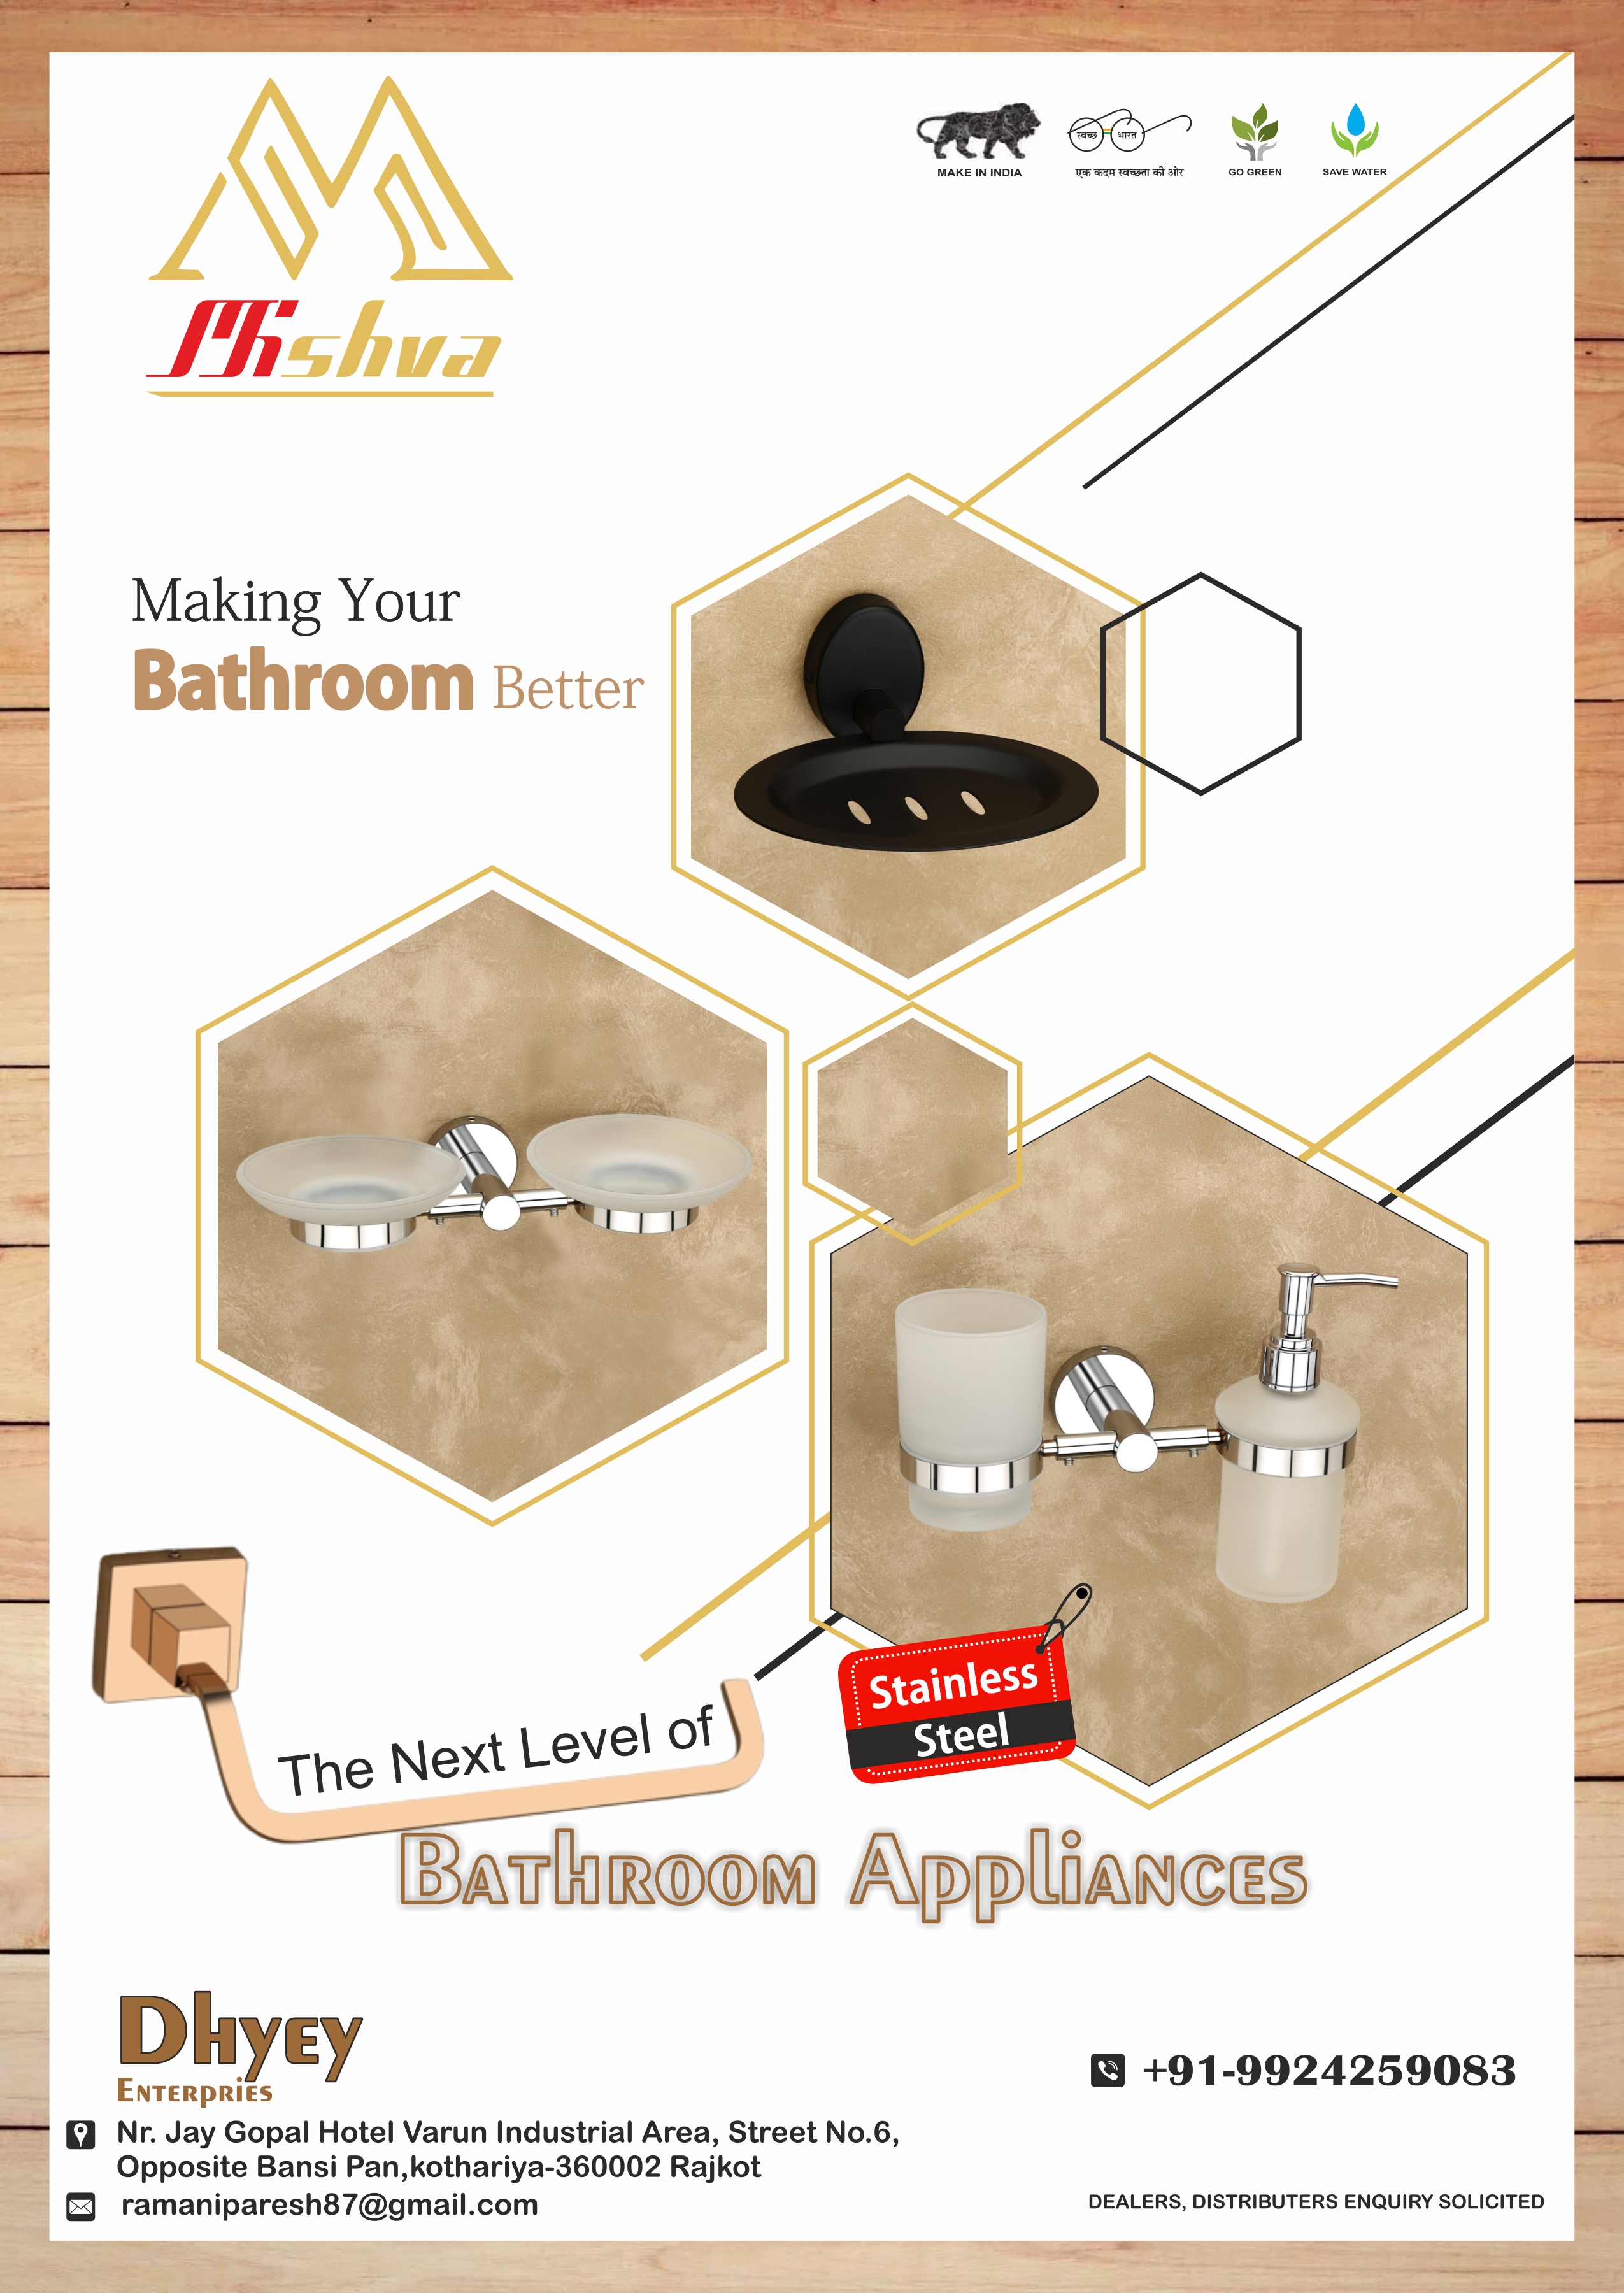 Mishva
MAKE IN INDIA
स्वच्छ भारत
एक कदम स्वच्छता की ओर
GO GREEN
SAVE WATER
Making Your
Bathroom Better
Stainless
Steel
The Next Level of
Bathroom Appliances
Dhyey
Enterpries
+91-9924259083
Nr. Jay Gopal Hotel Varun Industrial Area, Street No.6,
Opposite Bansi Pan,kothariya-360002 Rajkot
ramaniparesh87@gmail.com
DEALERS, DISTRIBUTERS ENQUIRY SOLICITED